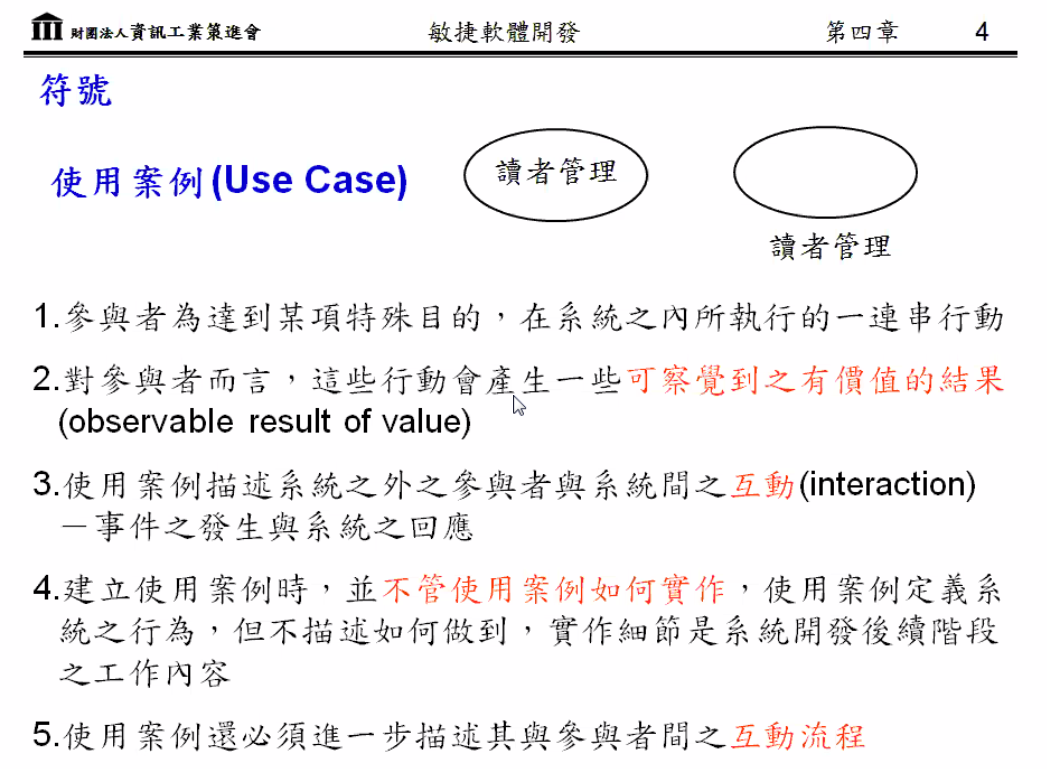 財團法人資訊工業策進會 敏捷軟體開發 第四章 4
符號
使用案例(Use Case) 讀者管理
讀者管理
1.參與者為達到某項特殊目的，在系統之內所執行的一連串行動
2.對參與者而言，這些行動會產生一些可察覺到之有價值的結果
(observable result of value)
3.使用案例描述系統之外之參與者與系統間之互動(interaction)
－事件之發生與系統之回應
4.建立使用案例時，並不管使用案例如何實作，使用案例定義系
統之行為，但不描述如何做到，實作細節是系統開發後續階段
之工作內容
5.使用案例還必須進一步描述其與參與者間之互動流程